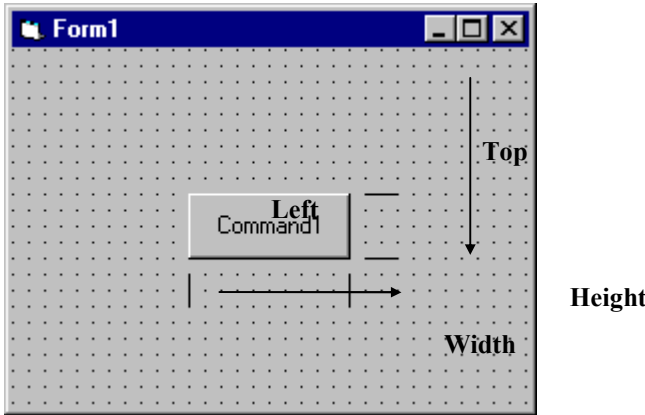 Form1
Top
Left
Command1
Height
Width